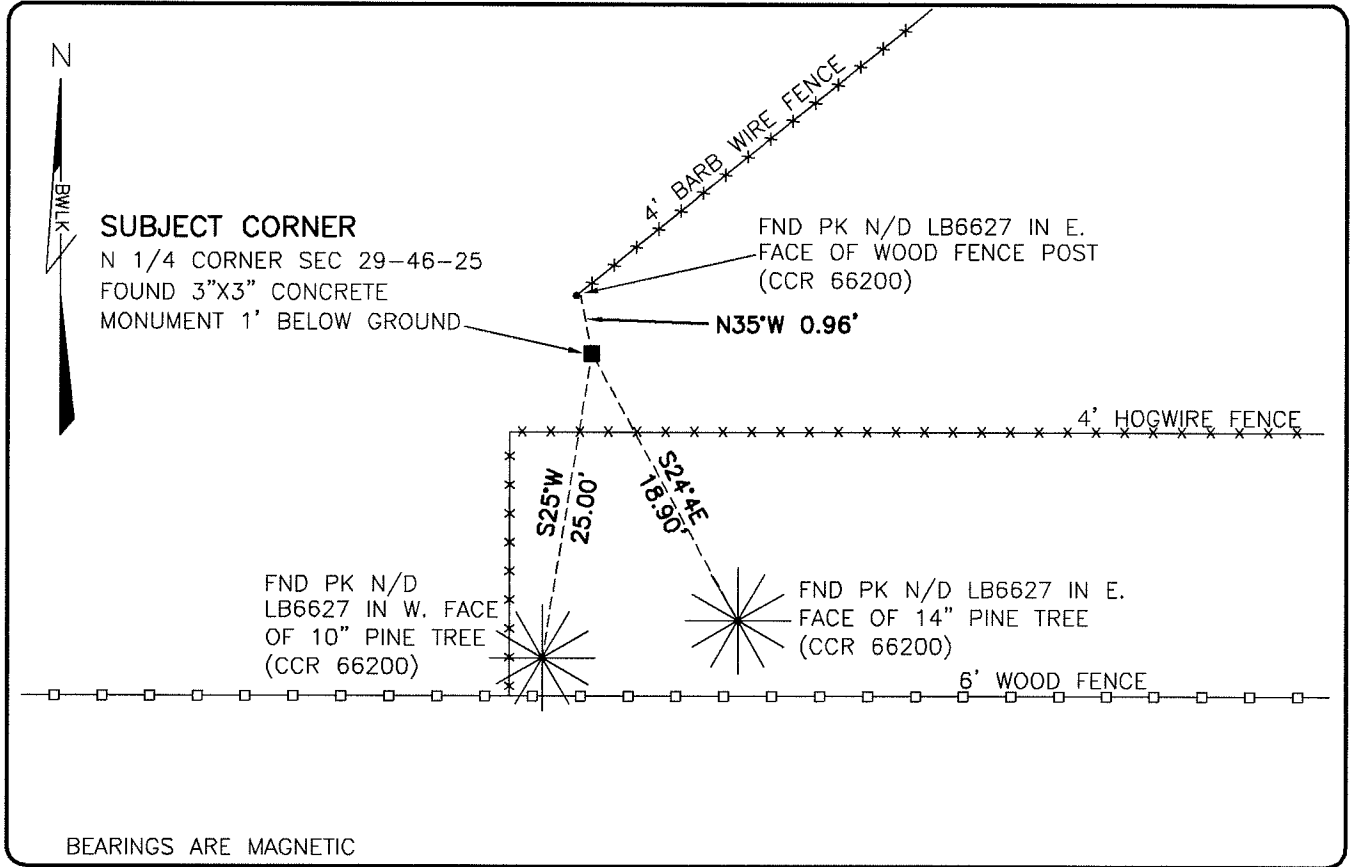 N
BWLK
4' BARB WIRE FENCE
SUBJECT CORNER
N 1/4 CORNER SEC 29-46-25
FOUND 3"X3" CONCRETE
MONUMENT 1' BELOW GROUND
FND PK N/D LB6627 IN E.
FACE OF WOOD FENCE POST
(CCR 66200)
N35°W 0.96'
4' HOGWIRE FENCE
S25°W
25.00'
S24°4E
18.90'
FND PK N/D
LB6627 IN W. FACE
OF 10" PINE TREE
(CCR 66200)
FND PK N/D LB6627 IN E.
FACE OF 14" PINE TREE
(CCR 66200)
6' WOOD FENCE
BEARINGS ARE MAGNETIC